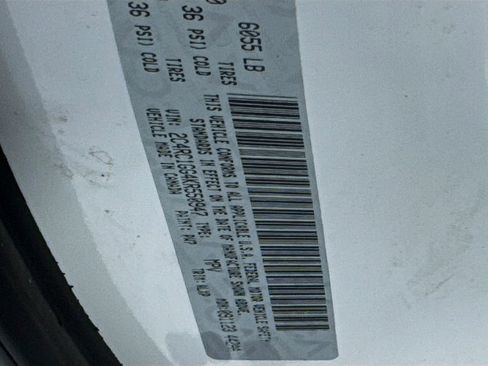 6055 LB
TIRES
36 PSI) COLD
TIRES
36 PSI) COLD
THIS VEHICLE CONFORMS TO ALL APPLICABLE U.S.A. FEDERAL MOTOR VEHICLE SAFETY
STANDARDS IN EFFECT ON THE DATE OF MANUFACTURE SHOWN ABOVE.
VIN: TYPE: MPV
VEHICLE MADE IN CANADA PAINT: PW7